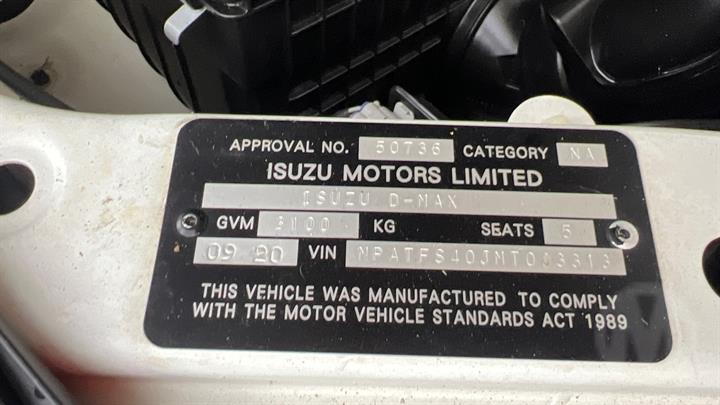 APPROVAL NO. 50736 CATEGORY NA
ISUZU MOTORS LIMITED
ISUZU D-MAX
GVM 3100 KG SEATS 5
09 20 VIN MPATFS40JMT003313
THIS VEHICLE WAS MANUFACTURED TO COMPLY
WITH THE MOTOR VEHICLE STANDARDS ACT 1989